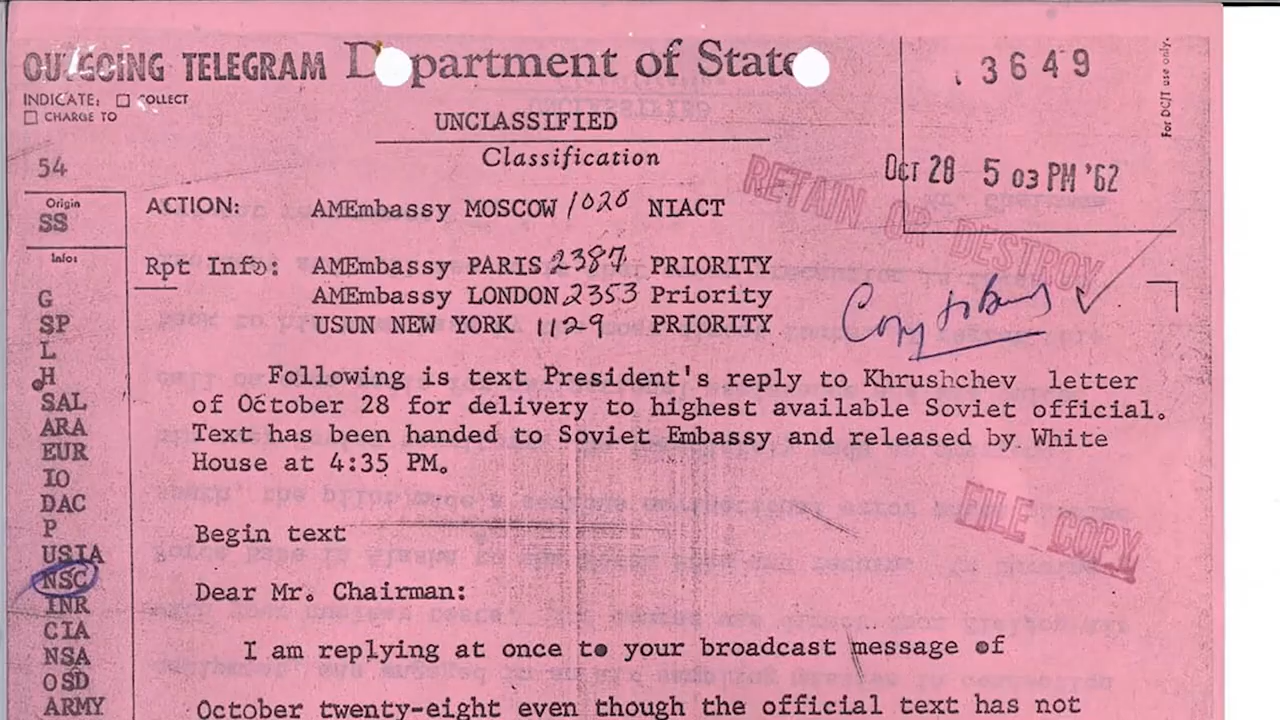 OUTGOING TELEGRAM Department of State
INDICATE: ☐ COLLECT
☐ CHARGE TO
3649
For DC/T use only.
UNCLASSIFIED
Classification
54
Oct 28 5 03 PM '62
RETAIN OR DESTROY
Origin
SS
Info:
ACTION: AMEmbassy MOSCOW 1020 NIACT
Rpt Info: AMEmbassy PARIS 2387 PRIORITY
AMEmbassy LONDON 2353 Priority
USUN NEW YORK 1129 PRIORITY
Copy to
G
SP
L
H
SAL
ARA
EUR
IO
DAC
P
USIA
NSC
INR
CIA
NSA
OSD
ARMY
Following is text President's reply to Khrushchev letter
of October 28 for delivery to highest available Soviet official.
Text has been handed to Soviet Embassy and released by White
House at 4:35 PM.
FILE COPY
Begin text
Dear Mr. Chairman:
I am replying at once to your broadcast message of
October twenty-eight even though the official text has not